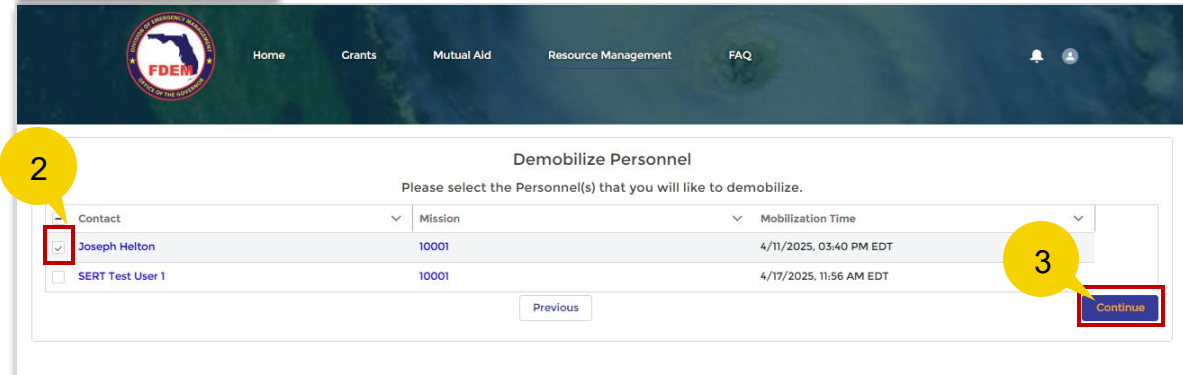 DIVISION OF EMERGENCY MANAGEMENT
FDEM
OFFICE OF THE GOVERNOR
Home Grants Mutual Aid Resource Management FAQ
Demobilize Personnel
2
Please select the Personnel(s) that you will like to demobilize.
Contact Mission Mobilization Time
Joseph Helton 10001 4/11/2025, 03:40 PM EDT
3
SERT Test User 1 10001 4/17/2025, 11:56 AM EDT
Previous Continue